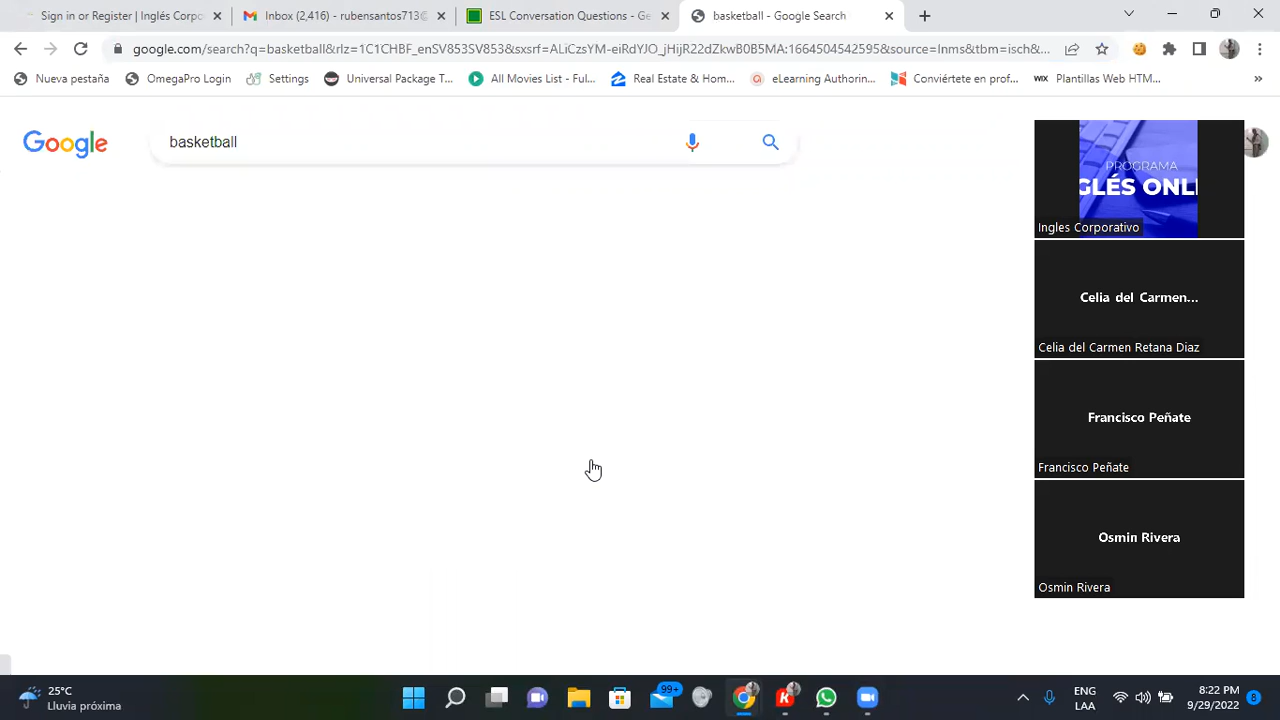 Sign in or Register | Inglés Corp
Inbox (2,416) - rubensantos713@
ESL Conversation Questions - Ge
basketball - Google Search
google.com/search?q=basketball&rlz=1C1CHBF_enSV853SV853&sxsrf=ALiCzsYM-eiRdYJO_jHijR22dZkwB0B5MA:1664504542595&source=lnms&tbm=isch&...
Nueva pestaña
OmegaPro Login
Settings
Universal Package T...
All Movies List - Ful...
Real Estate & Hom...
eLearning Authorin...
Conviértete en prof...
WIX Plantillas Web HTM...
»
Google
basketball
PROGRAMA
GLÉS ONLI
Ingles Corporativo
Celia del Carmen...
Celia del Carmen Retana Diaz
Francisco Peñate
Francisco Peñate
Osmin Rivera
Osmin Rivera
25°C
Lluvia próxima
99+
K
ENG
LAA
8:22 PM
9/29/2022
8